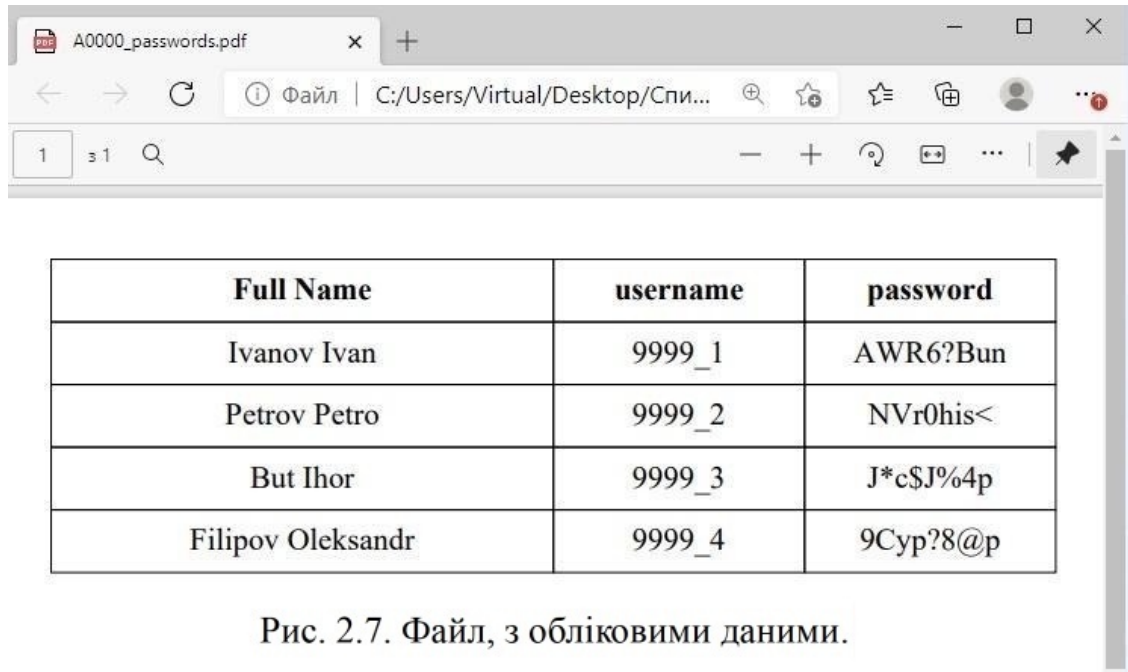 A0000_passwords.pdf
Файл C:/Users/Virtual/Desktop/Спи...
1 з 1
Full Name username password
Ivanov Ivan 9999_1 AWR6?Bun
Petrov Petro 9999_2 NVr0his<
But Ihor 9999_3 J*c$J%4p
Filipov Oleksandr 9999_4 9Cyp?8@p
Рис. 2.7. Файл, з обліковими даними.